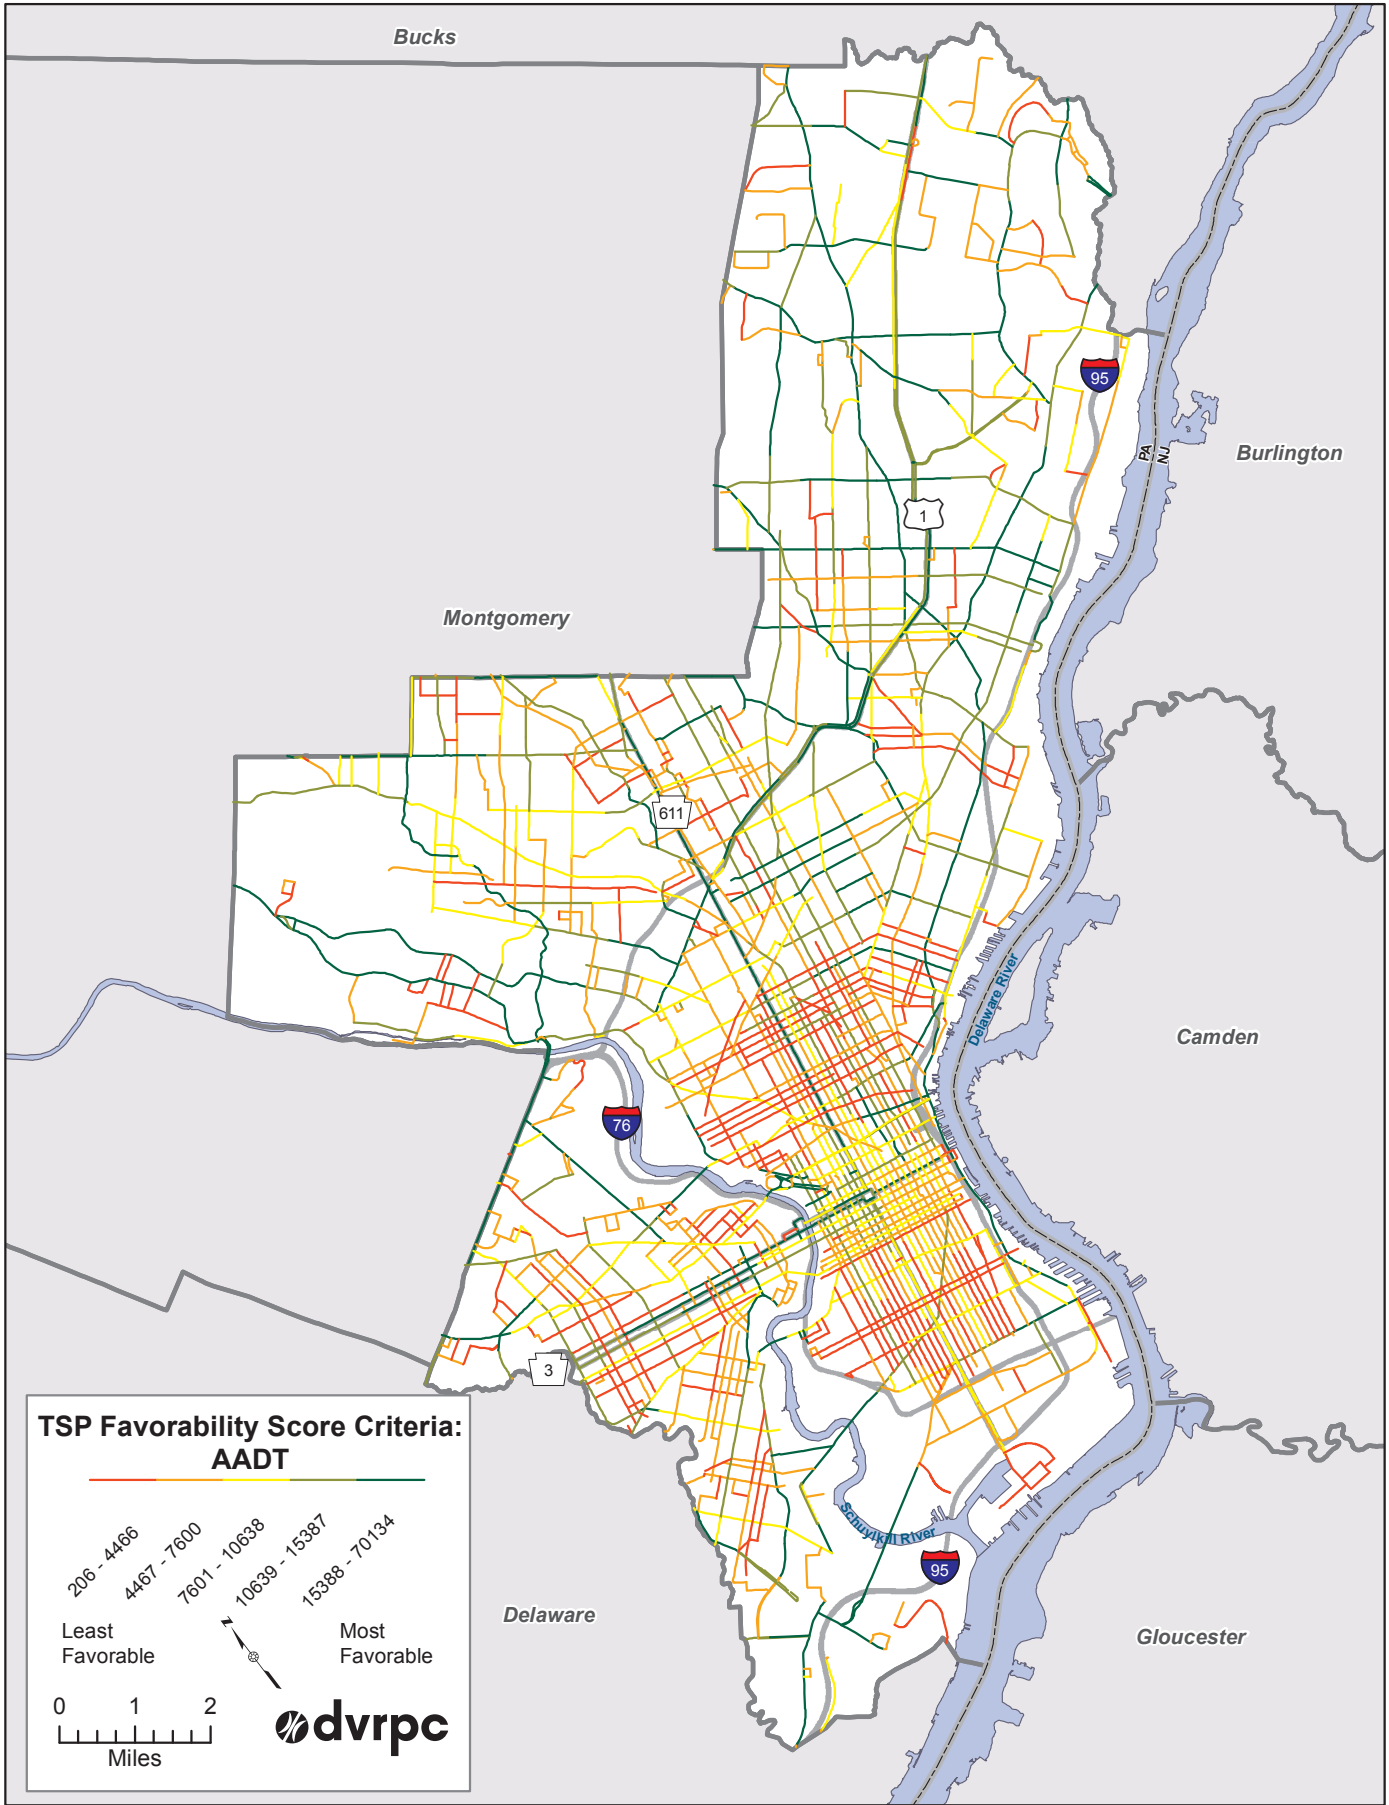 Bucks
95
PA
NJ
Burlington
1
Montgomery
611
Delaware River
Camden
76
3
TSP Favorability Score Criteria:
AADT
206 - 4466
4467 - 7600
7601 - 10638
10639 - 15387
15388 - 70134
Least
Favorable
Most
Favorable
N
0 1 2
Miles
dvrpc
Schuylkill River
95
Delaware
Gloucester